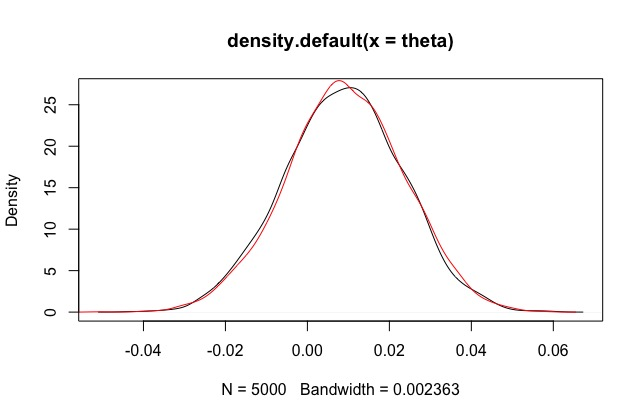 density.default(x = theta)
Density
25
20
15
10
5
0
-0.04 -0.02 0.00 0.02 0.04 0.06
N = 5000 Bandwidth = 0.002363